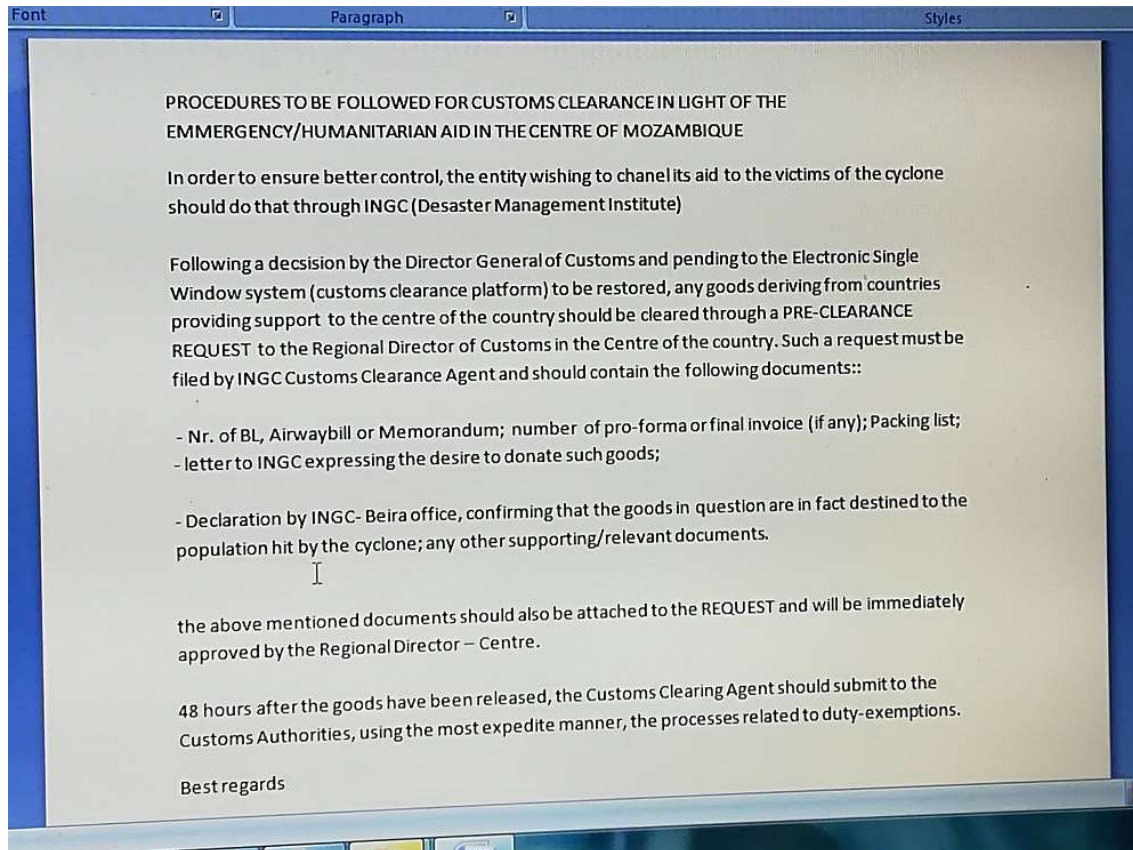 Font
Paragraph
Styles
PROCEDURES TO BE FOLLOWED FOR CUSTOMS CLEARANCE IN LIGHT OF THE
EMMERGENCY/HUMANITARIAN AID IN THE CENTRE OF MOZAMBIQUE
In order to ensure better control, the entity wishing to chanel its aid to the victims of the cyclone
should do that through INGC (Desaster Management Institute)
Following a decsision by the Director General of Customs and pending to the Electronic Single
Window system (customs clearance platform) to be restored, any goods deriving from countries
providing support to the centre of the country should be cleared through a PRE-CLEARANCE
REQUEST to the Regional Director of Customs in the Centre of the country. Such a request must be
filed by INGC Customs Clearance Agent and should contain the following documents::
- Nr. of BL, Airwaybill or Memorandum; number of pro-forma or final invoice (if any); Packing list;
- letter to INGC expressing the desire to donate such goods;
- Declaration by INGC- Beira office, confirming that the goods in question are in fact destined to the
population hit by the cyclone; any other supporting/relevant documents.
the above mentioned documents should also be attached to the REQUEST and will be immediately
approved by the Regional Director – Centre.
48 hours after the goods have been released, the Customs Clearing Agent should submit to the
Customs Authorities, using the most expedite manner, the processes related to duty-exemptions.
Best regards